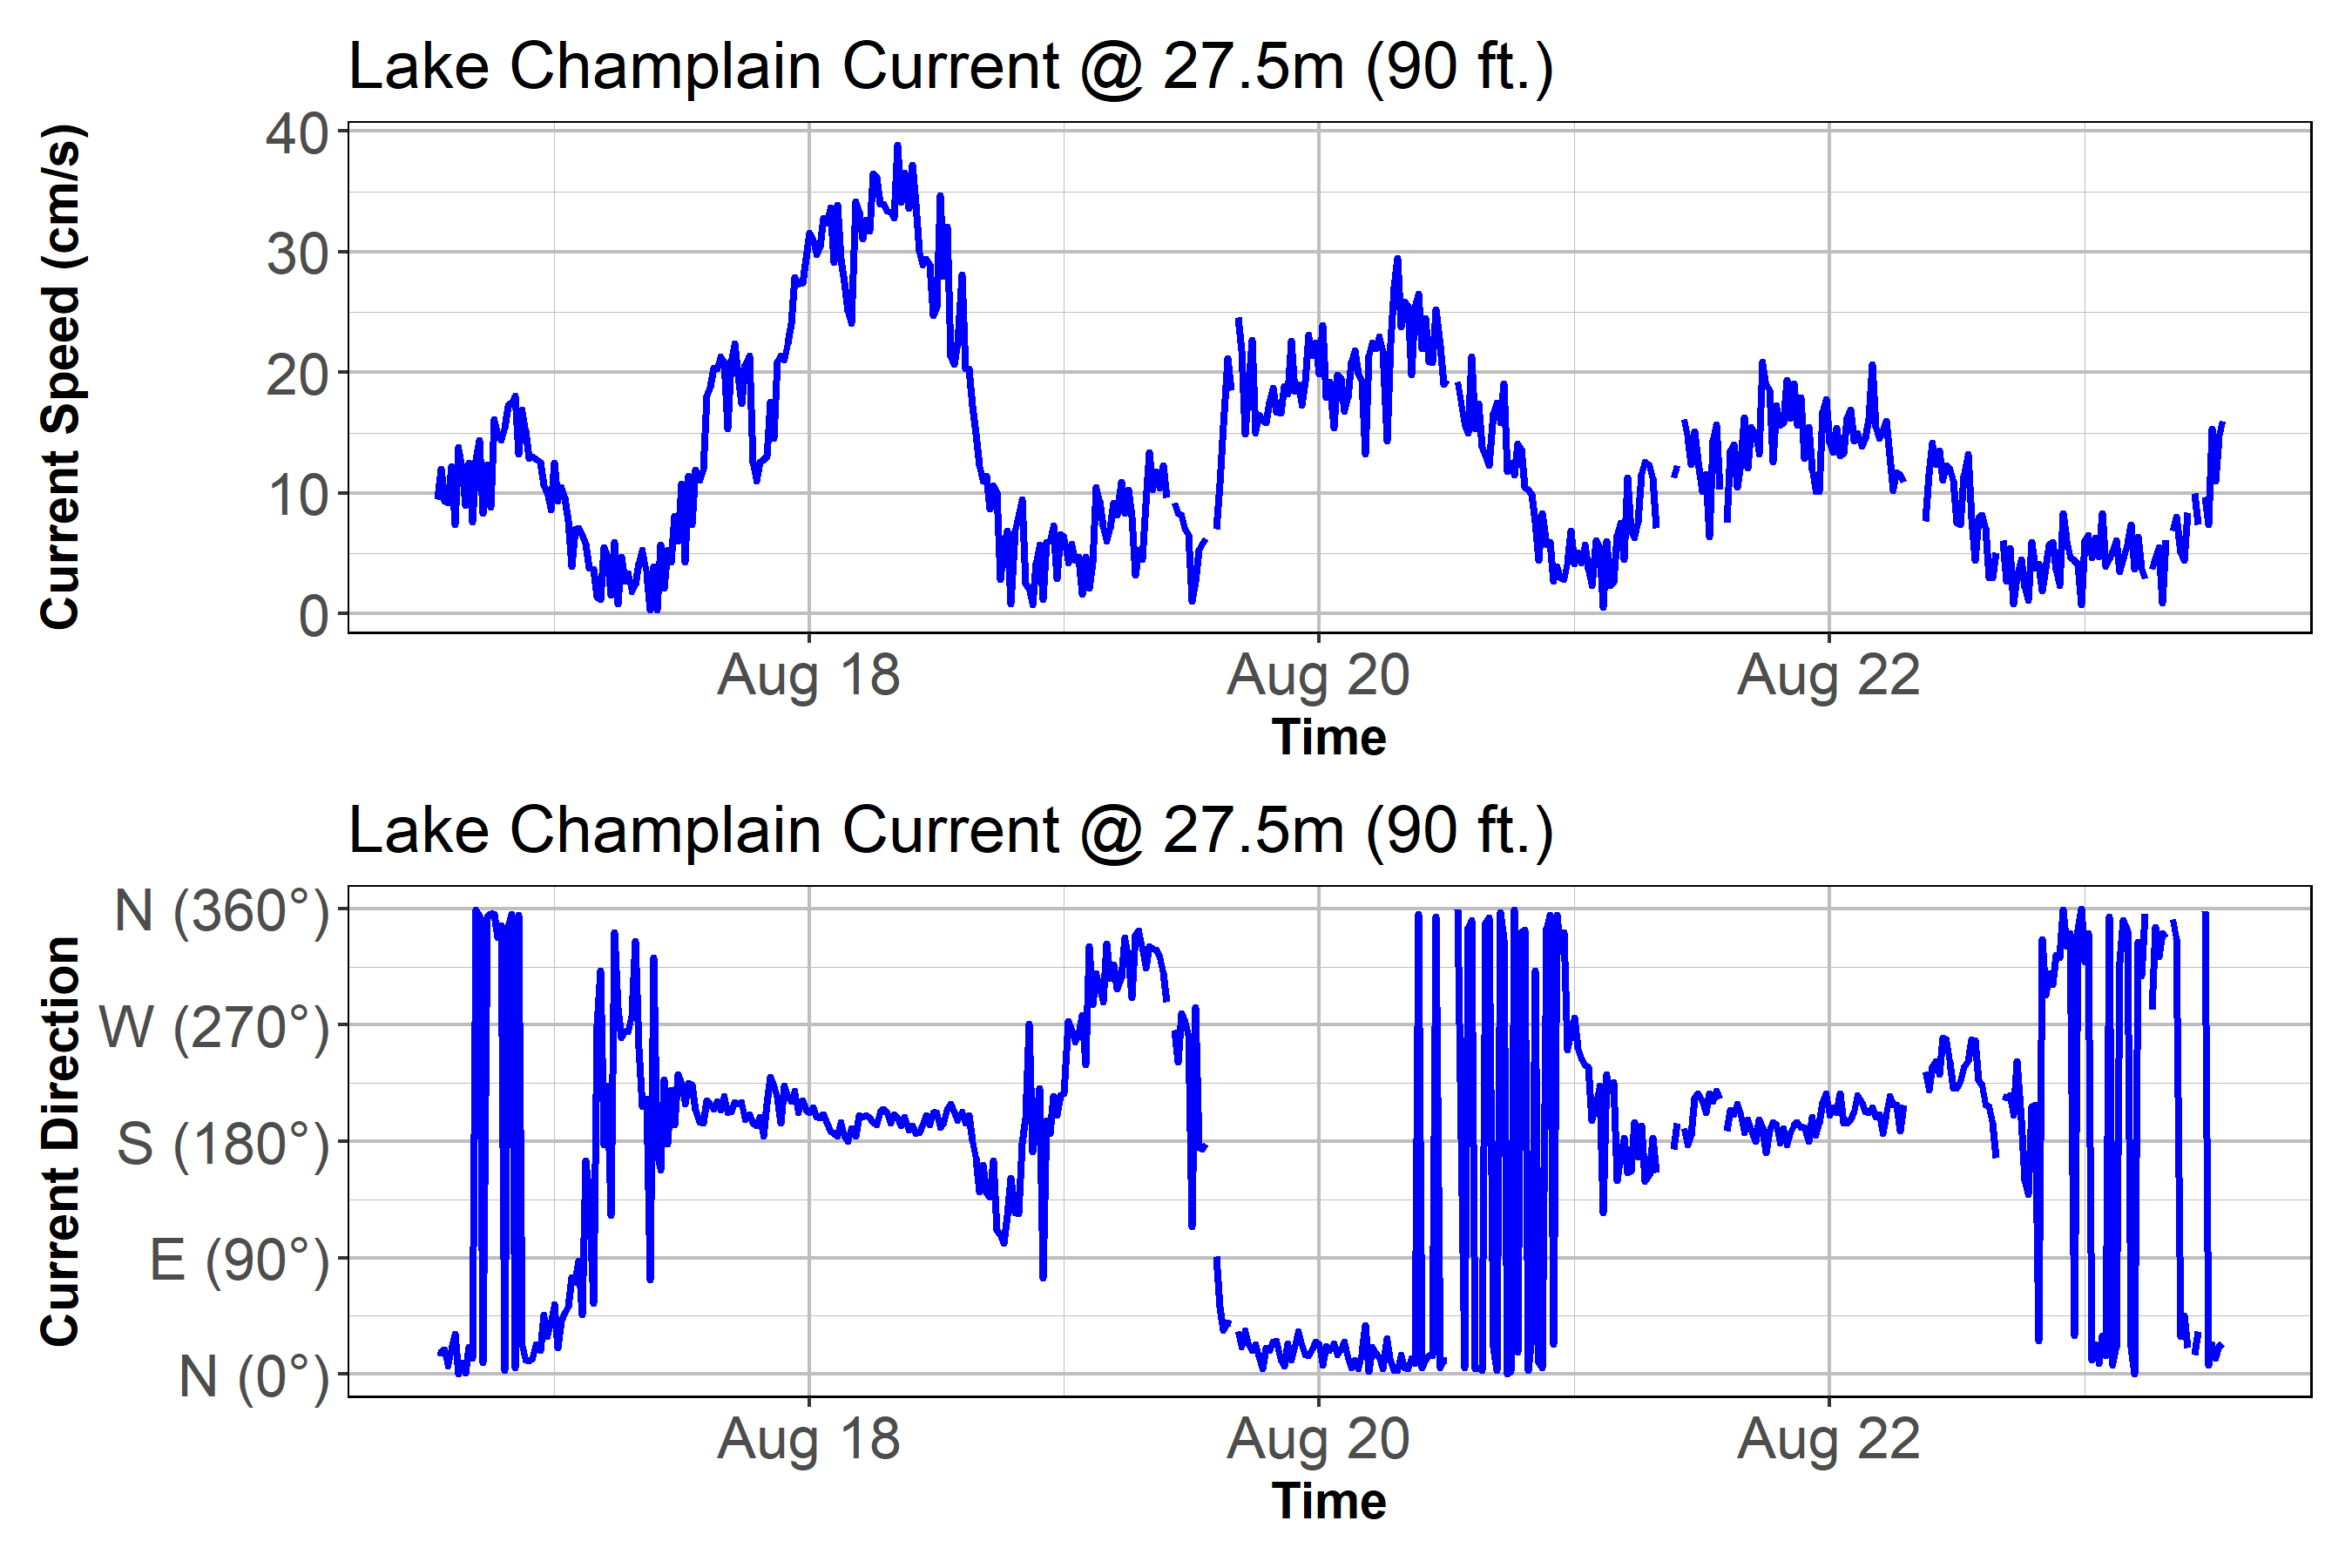 Lake Champlain Current @ 27.5m (90 ft.)
Current Speed (cm/s)
40
30
20
10
0
Aug 18 Aug 20 Aug 22
Time
Lake Champlain Current @ 27.5m (90 ft.)
Current Direction
N (360°)
W (270°)
S (180°)
E (90°)
N (0°)
Aug 18 Aug 20 Aug 22
Time